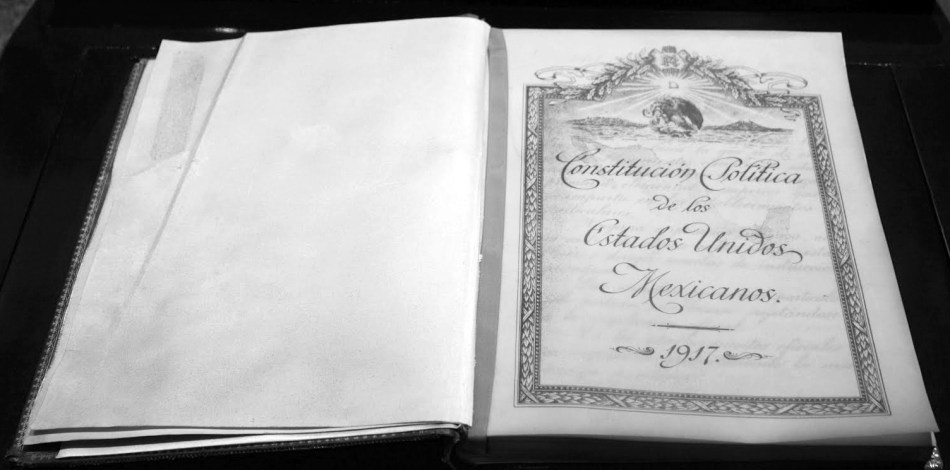 Constitución Política
de los
Estados Unidos
Mexicanos.
1917.